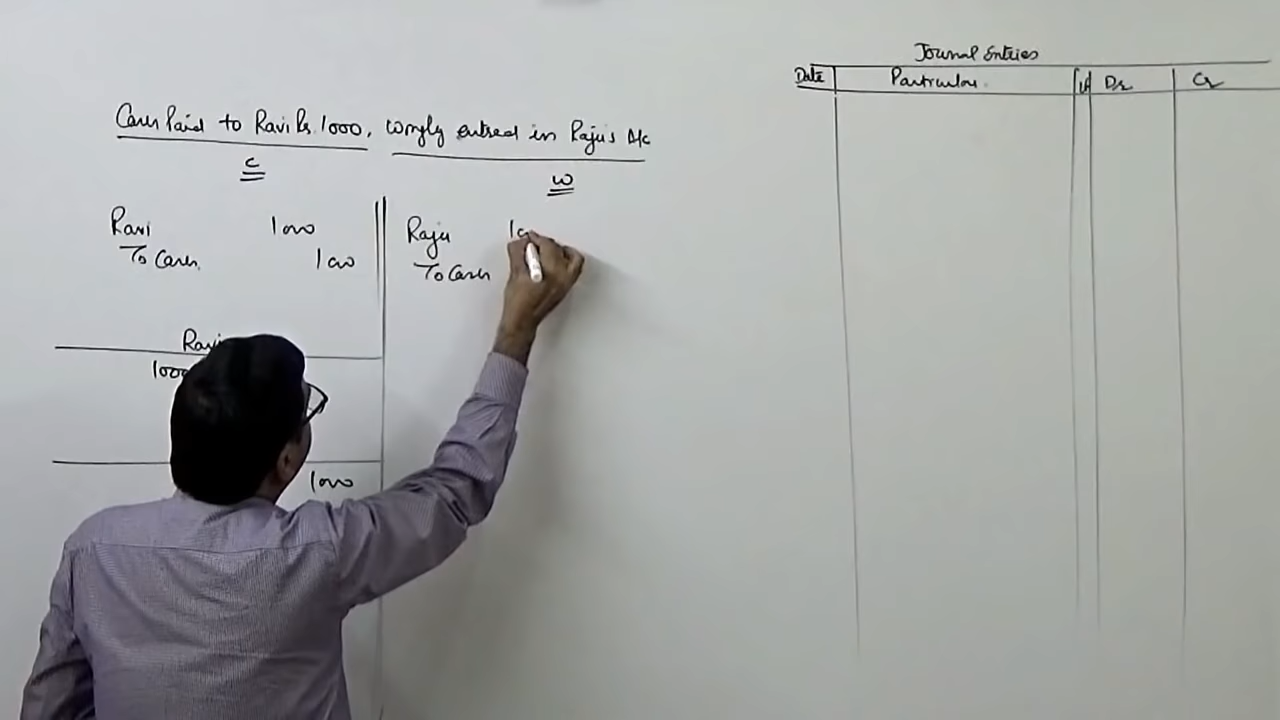 Cash Paid to Ravi Rs. 1000, wrongly entered in Raju's A/c
C
W
Ravi 1000
To Cash 1000
Raju
To Cash
Ravi
1000
1000
Journal Entries
Date Particulars Lf Dr Cr